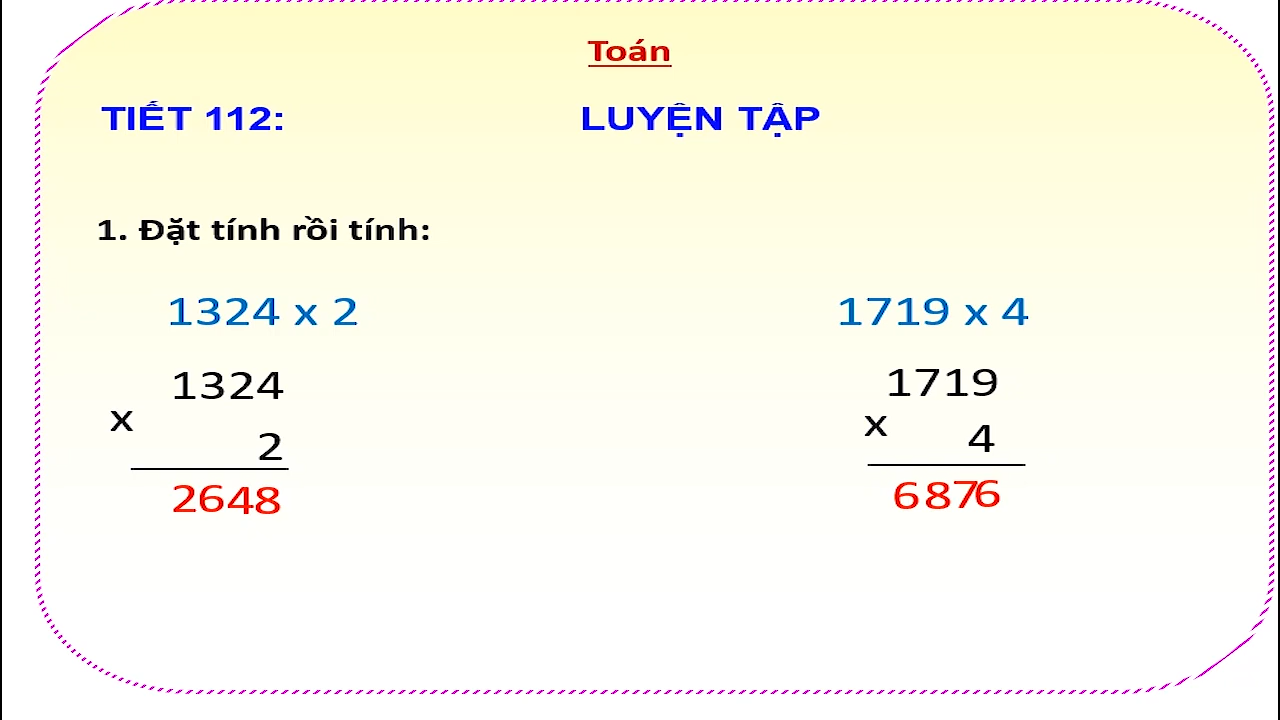 Toán
TIẾT 112: LUYỆN TẬP
1. Đặt tính rồi tính:
1324 x 2 1719 x 4
1324 1719
x x
2 4
2648 6876